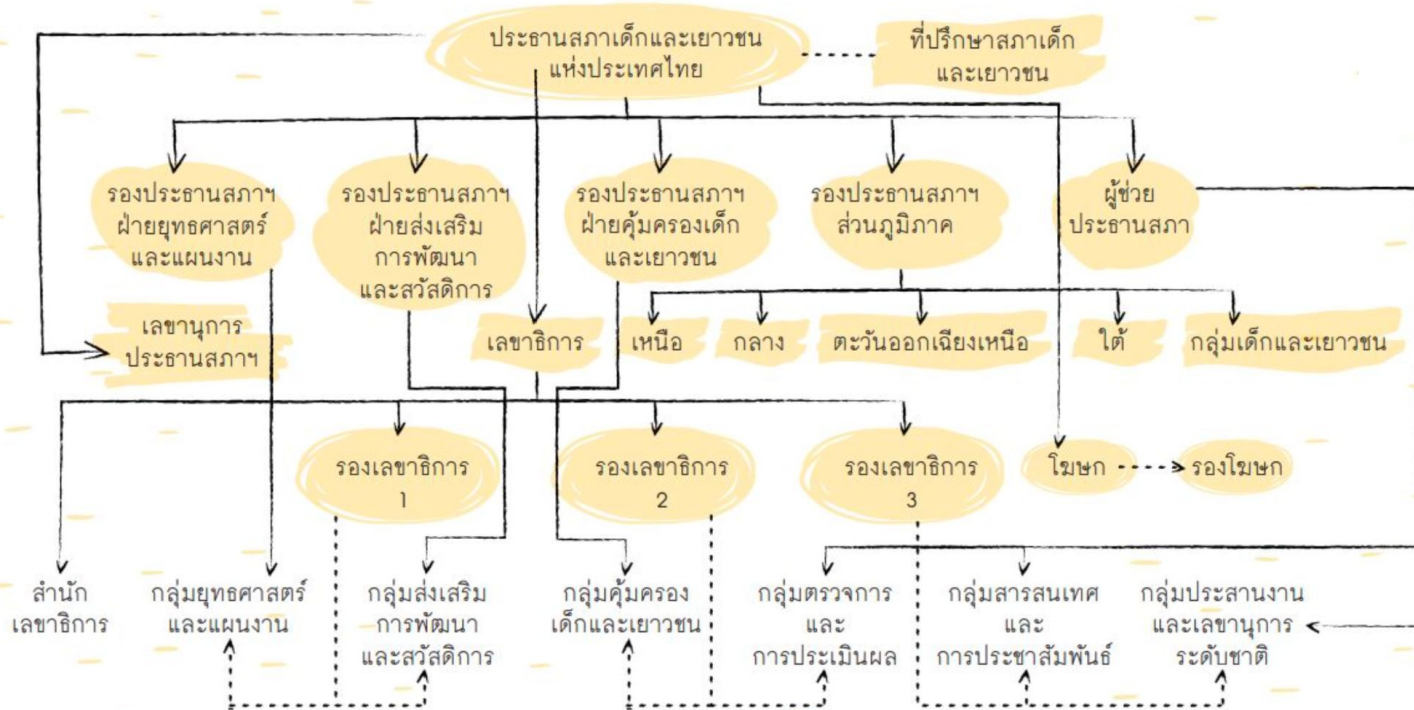 ประธานสภาเด็กและเยาวชน
แห่งประเทศไทย
ที่ปรึกษาสภาเด็ก
และเยาวชน
รองประธานสภาฯ
ฝ่ายยุทธศาสตร์
และแผนงาน
รองประธานสภาฯ
ฝ่ายส่งเสริม
การพัฒนา
และสวัสดิการ
รองประธานสภาฯ
ฝ่ายคุ้มครองเด็ก
และเยาวชน
รองประธานสภาฯ
ส่วนภูมิภาค
ผู้ช่วย
ประธานสภา
เลขานุการ
ประธานสภาฯ
เลขาธิการ
เหนือ
กลาง
ตะวันออกเฉียงเหนือ
ใต้
กลุ่มเด็กและเยาวชน
รองเลขาธิการ
1
รองเลขาธิการ
2
รองเลขาธิการ
3
โฆษก
รองโฆษก
สำนัก
เลขาธิการ
กลุ่มยุทธศาสตร์
และแผนงาน
กลุ่มส่งเสริม
การพัฒนา
และสวัสดิการ
กลุ่มคุ้มครอง
เด็กและเยาวชน
กลุ่มตรวจการ
และ
การประเมินผล
กลุ่มสารสนเทศ
และ
การประชาสัมพันธ์
กลุ่มประสานงาน
และเลขานุการ
ระดับชาติ